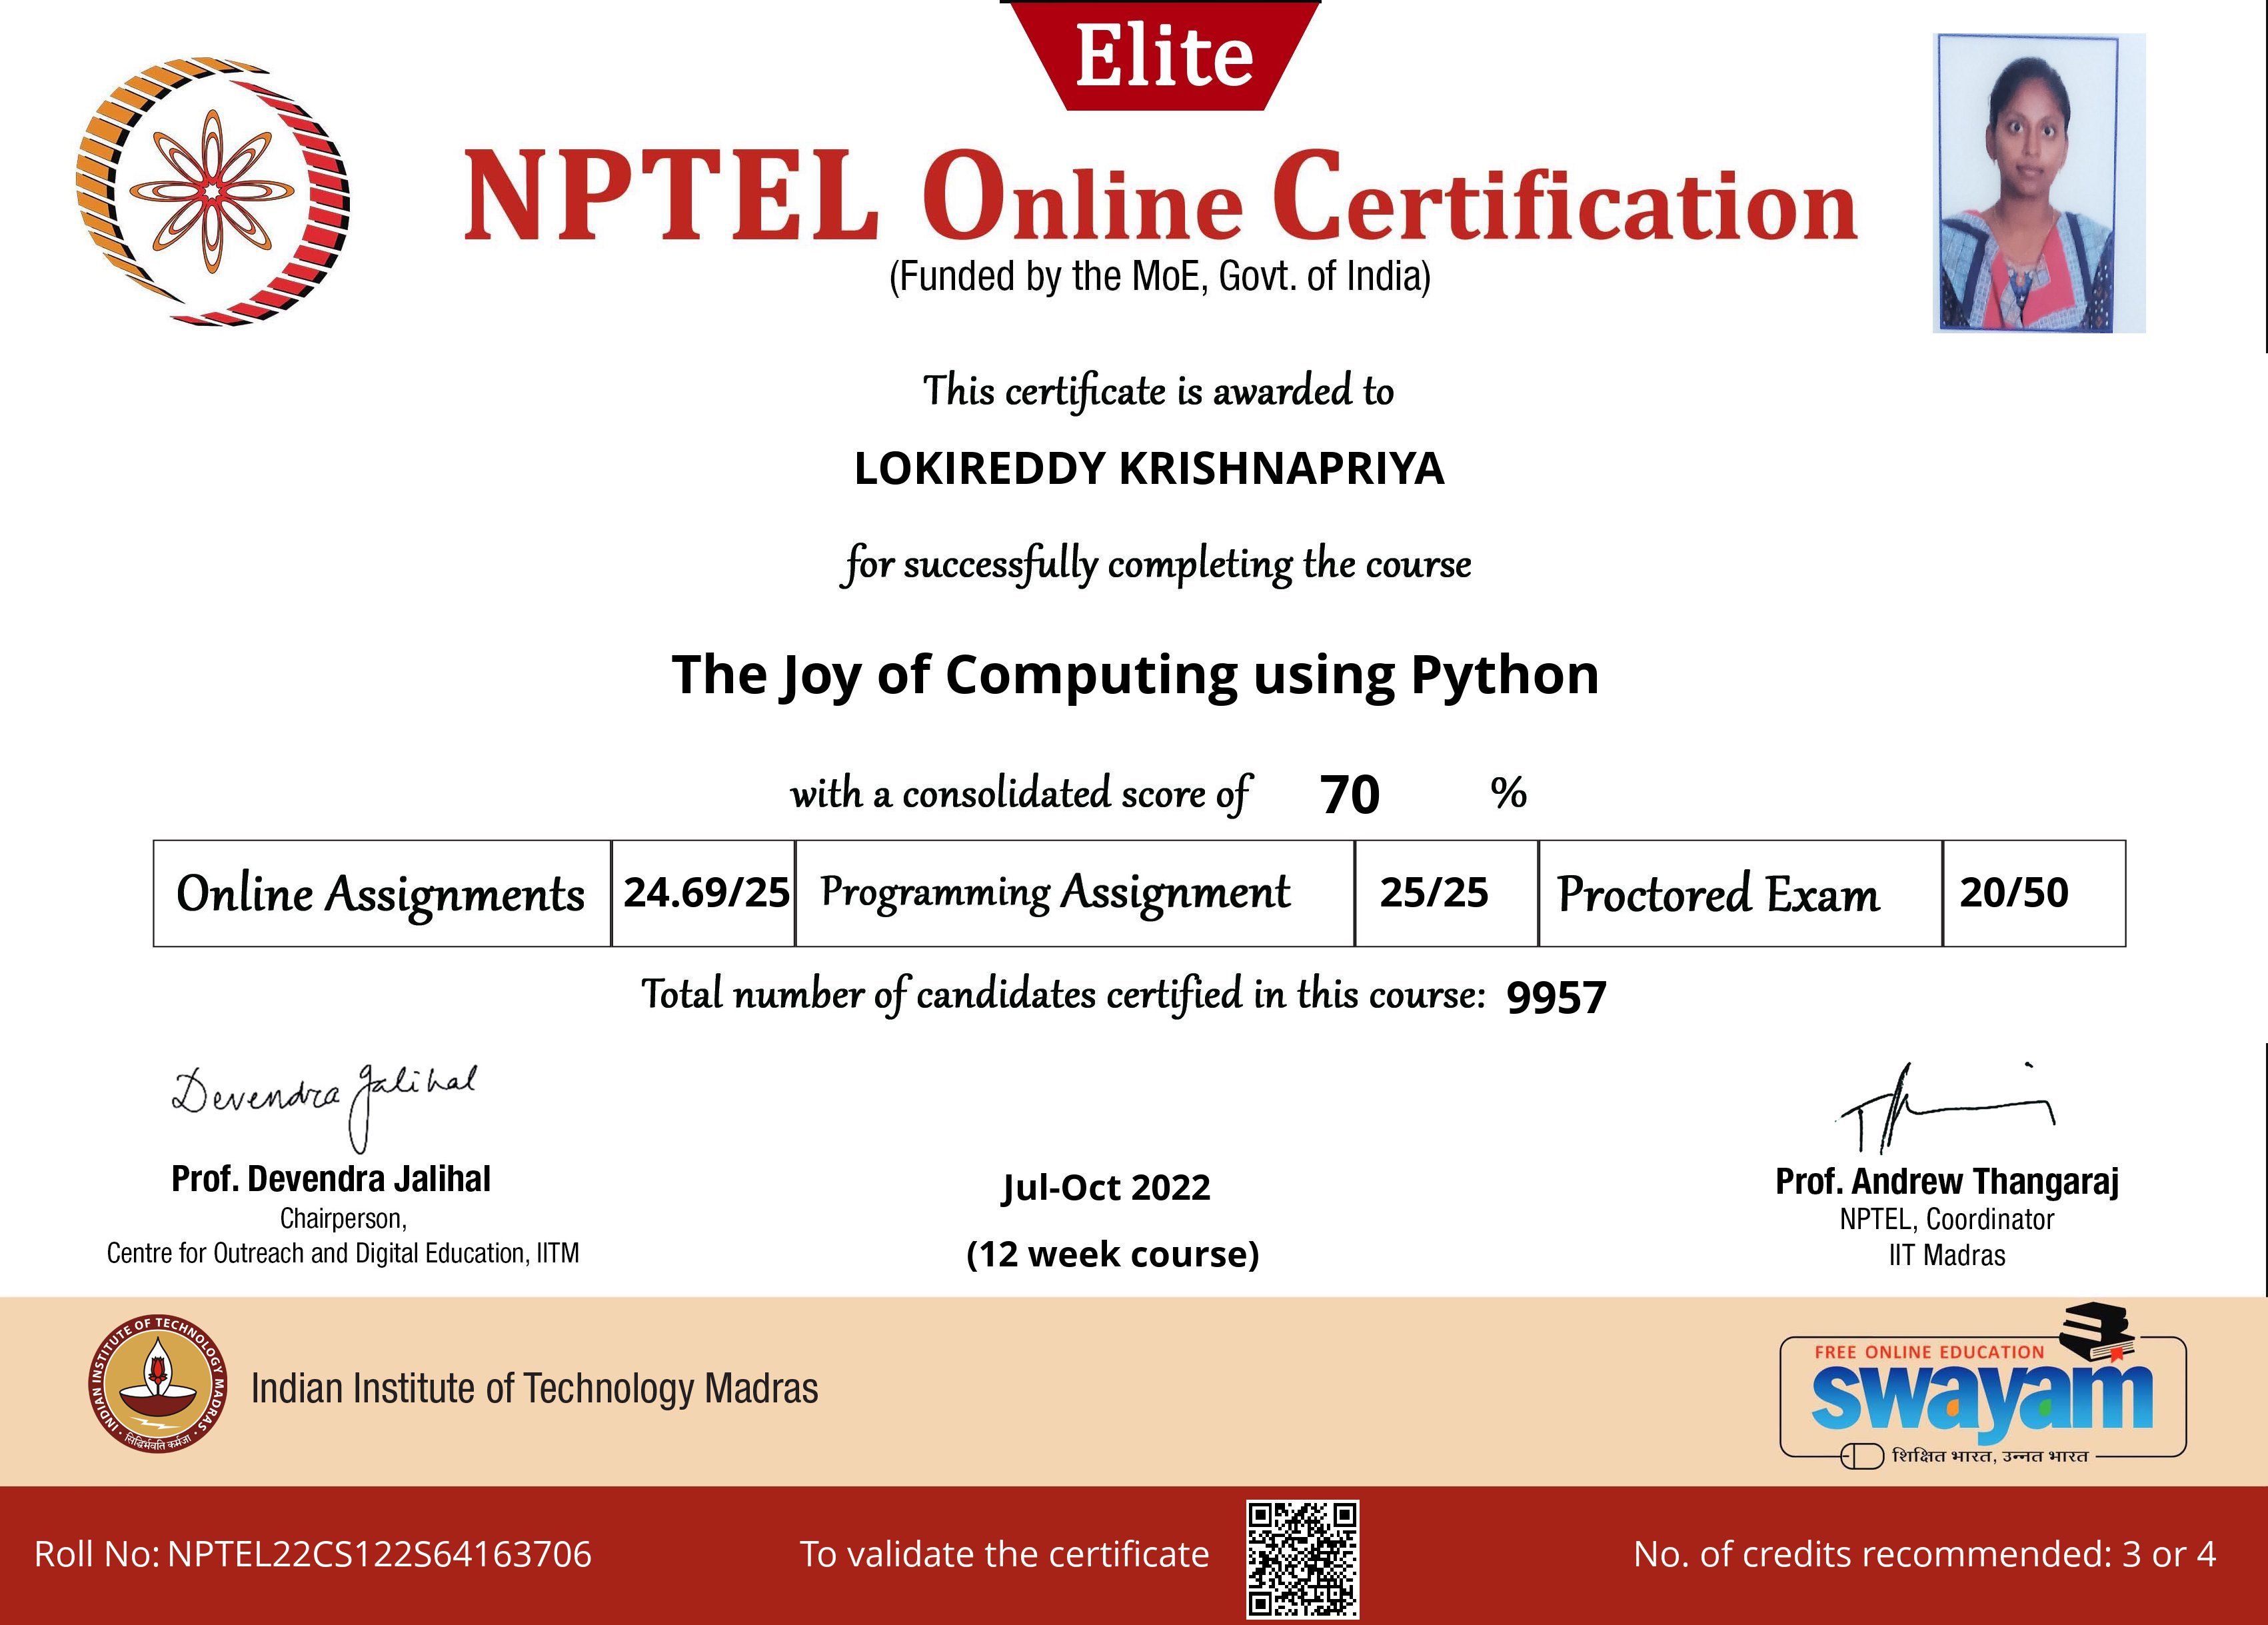 Elite
NPTEL Online Certification
(Funded by the MoE, Govt. of India)
This certificate is awarded to
LOKIREDDY KRISHNAPRIYA
for successfully completing the course
The Joy of Computing using Python
with a consolidated score of 70 %
Online Assignments 24.69/25 Programming Assignment 25/25 Proctored Exam 20/50
Total number of candidates certified in this course: 9957
Devendra Jalihal
Prof. Devendra Jalihal
Chairperson,
Centre for Outreach and Digital Education, IITM
Jul-Oct 2022
(12 week course)
Prof. Andrew Thangaraj
NPTEL, Coordinator
IIT Madras
INDIAN INSTITUTE OF TECHNOLOGY MADRAS
सिद्धिर्भवति कर्मजा
Indian Institute of Technology Madras
FREE ONLINE EDUCATION
swayam
शिक्षित भारत, उन्नत भारत
Roll No: NPTEL22CS122S64163706
To validate the certificate
No. of credits recommended: 3 or 4